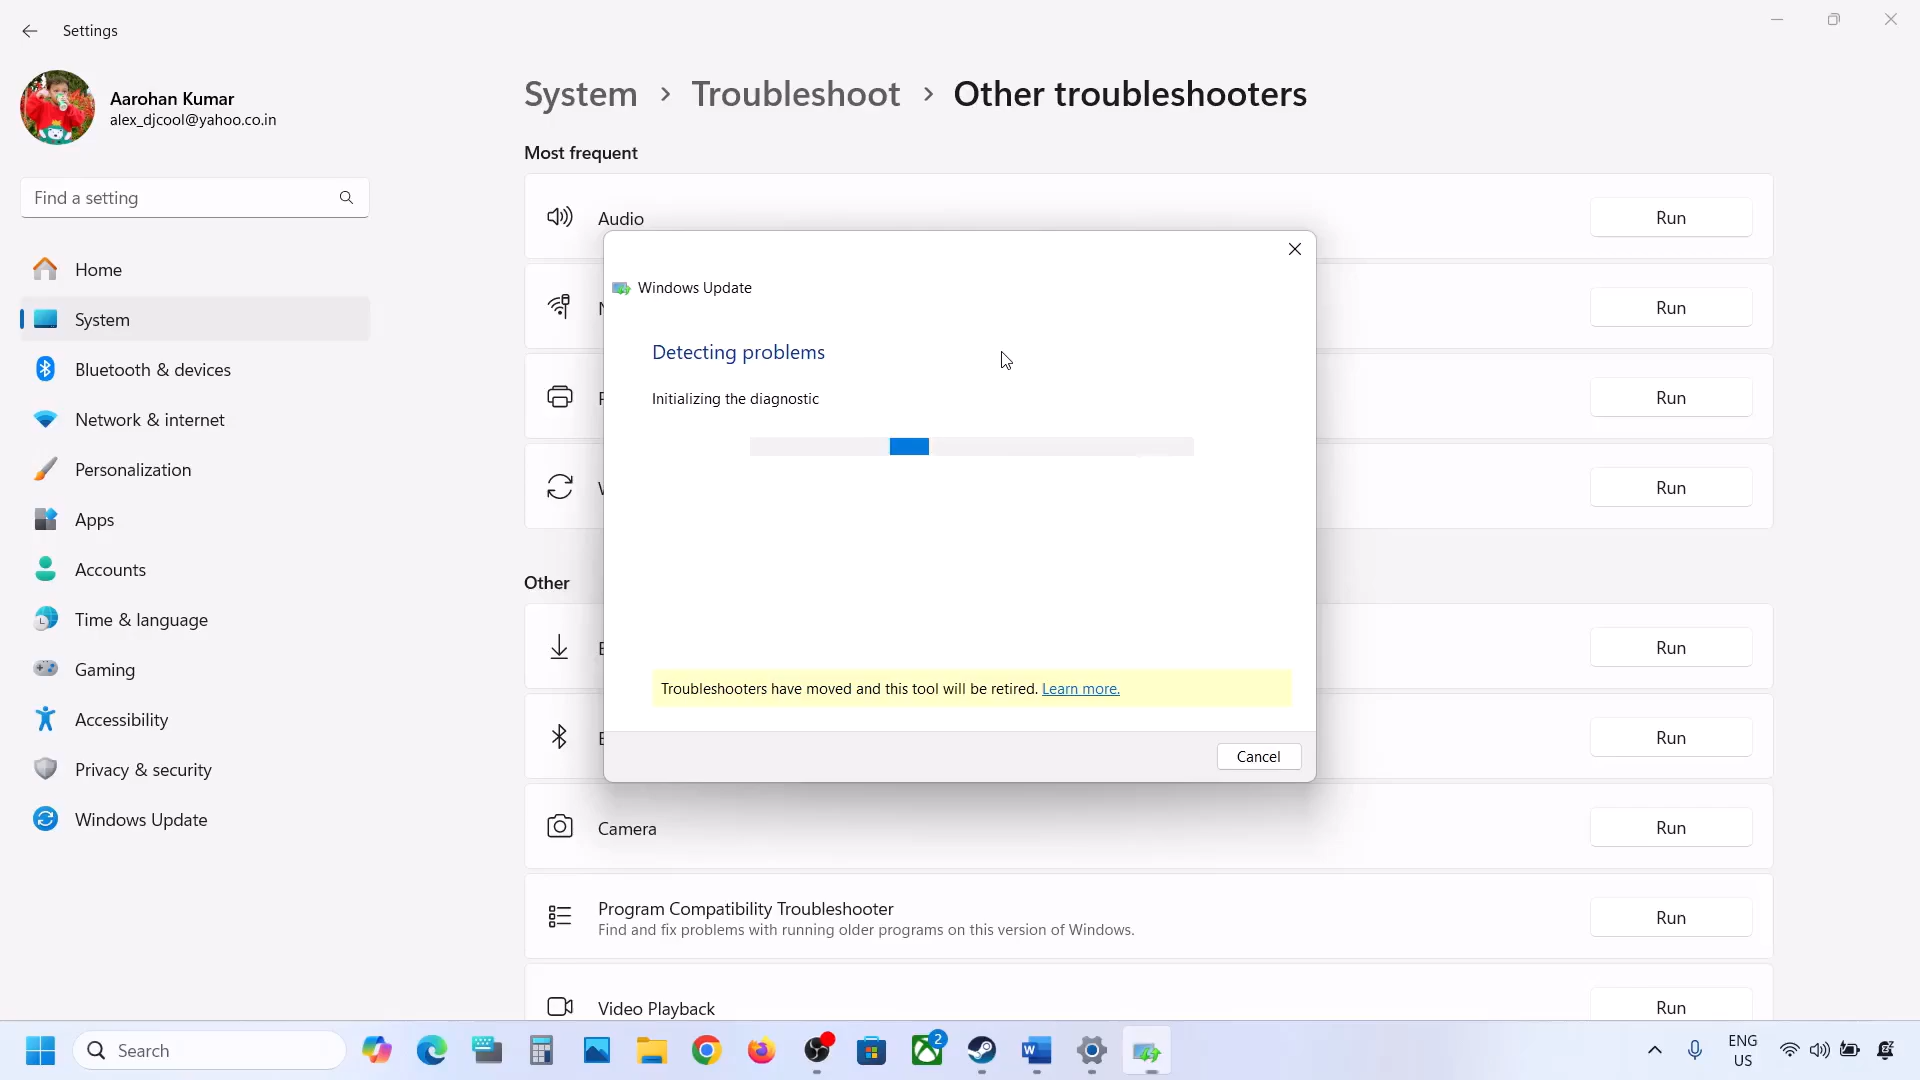 Settings
Aarohan Kumar
alex_djcool@yahoo.co.in
Find a setting
Home
System
Bluetooth & devices
Network & internet
Personalization
Apps
Accounts
Time & language
Gaming
Accessibility
Privacy & security
Windows Update
System > Troubleshoot > Other troubleshooters
Most frequent
Audio
Run
Run
Run
Run
Windows Update
Detecting problems
Initializing the diagnostic
Troubleshooters have moved and this tool will be retired. Learn more.
Cancel
Other
Run
Run
Camera
Run
Program Compatibility Troubleshooter
Find and fix problems with running older programs on this version of Windows.
Run
Video Playback
Run
Search
2
ENG
US